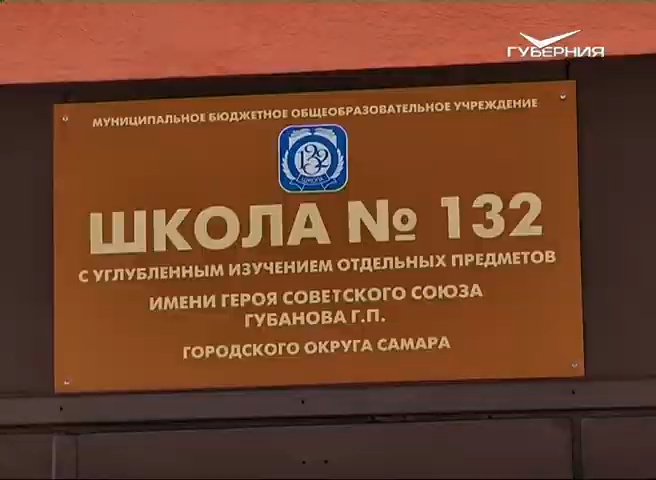 ГУБЕРНИЯ
МУНИЦИПАЛЬНОЕ БЮДЖЕТНОЕ ОБЩЕОБРАЗОВАТЕЛЬНОЕ УЧРЕЖДЕНИЕ
132
ШКОЛА
ШКОЛА № 132
С УГЛУБЛЕННЫМ ИЗУЧЕНИЕМ ОТДЕЛЬНЫХ ПРЕДМЕТОВ
ИМЕНИ ГЕРОЯ СОВЕТСКОГО СОЮЗА
ГУБАНОВА Г.П.
ГОРОДСКОГО ОКРУГА САМАРА